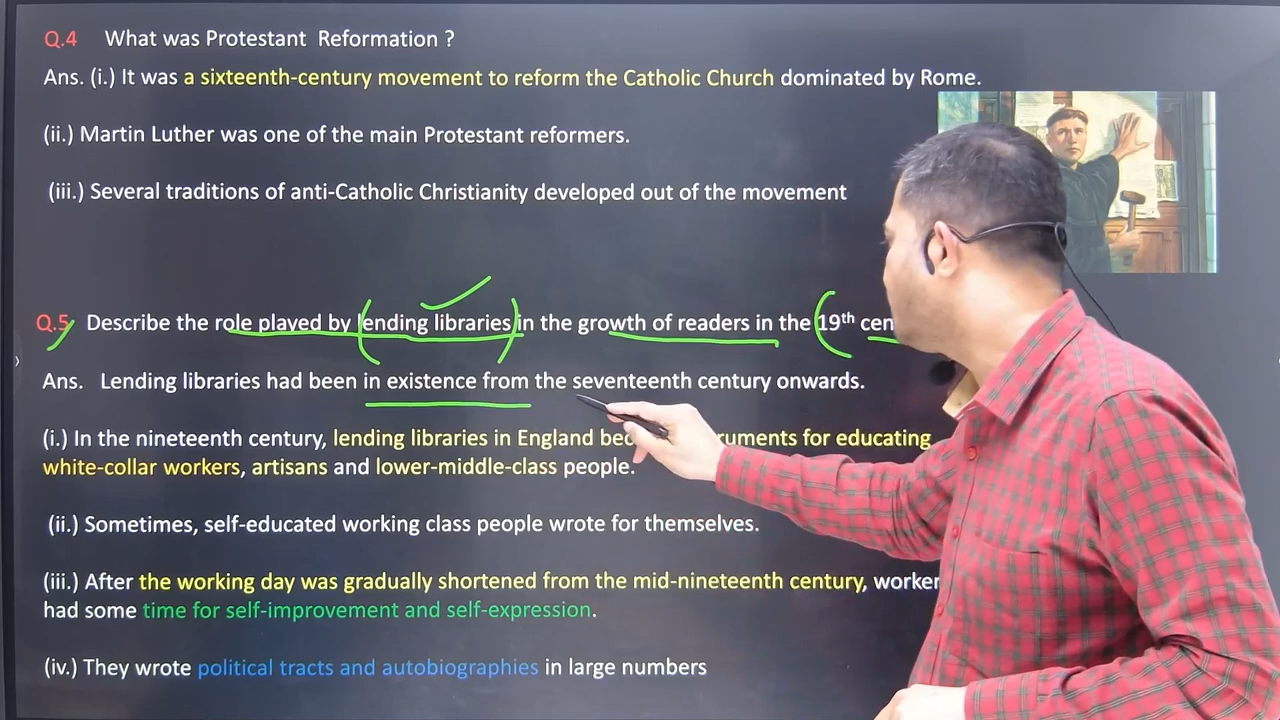 Q.4 What was Protestant Reformation ?
Ans. (i.) It was a sixteenth-century movement to reform the Catholic Church dominated by Rome.
(ii.) Martin Luther was one of the main Protestant reformers.
(iii.) Several traditions of anti-Catholic Christianity developed out of the movement
Q.5 Describe the role played by lending libraries in the growth of readers in the 19th
Ans. Lending libraries had been in existence from the seventeenth century onwards.
(i.) In the nineteenth century, lending libraries in England for educating
white-collar workers, artisans and lower-middle-class people.
(ii.) Sometimes, self-educated working class people wrote for themselves.
(iii.) After the working day was gradually shortened from the mid-nineteenth century,
had some time for self-improvement and self-expression.
(iv.) They wrote political tracts and autobiographies in large numbers